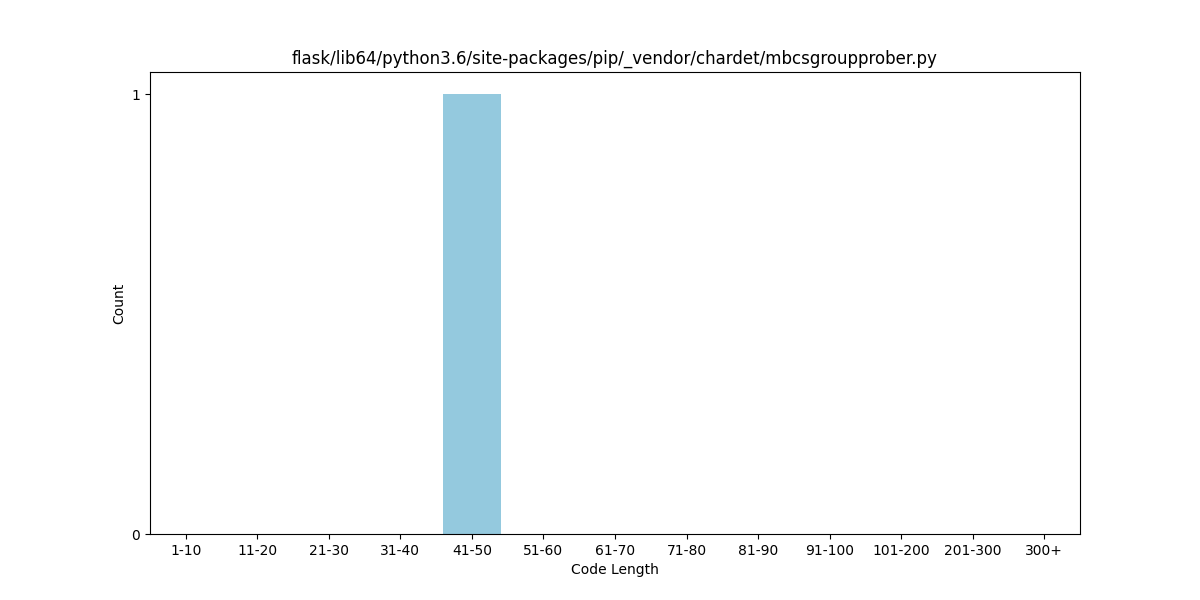 flask/lib64/python3.6/site-packages/pip/_vendor/chardet/mbcsgroupprober.py
1
Count
0
1-10 11-20 21-30 31-40 41-50 51-60 61-70 71-80 81-90 91-100 101-200 201-300 300+
Code Length